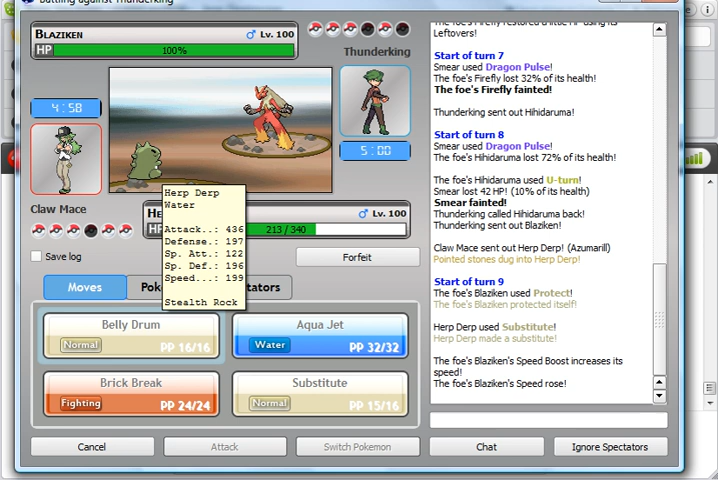 Battling against Thunderking
BLAZIKEN
Lv. 100
HP
100%
Thunderking
4:58
5:00
Claw Mace
Lv. 100
213 / 340
Herp Derp
Water
Attack..: 436
Defense.: 197
Sp. Att.: 122
Sp. Def.: 196
Speed...: 199
Stealth Rock
Save log
Forfeit
Moves
Belly Drum
Normal
PP 16/16
Aqua Jet
Water
PP 32/32
Brick Break
Fighting
PP 24/24
Substitute
Normal
PP 15/16
Cancel
Attack
Switch Pokemon
Chat
Ignore Spectators
The foe's Firefly restored a little HP using its
Leftovers!
Start of turn 7
Smear used Dragon Pulse!
The foe's Firefly lost 32% of its health!
The foe's Firefly fainted!
Thunderking sent out Hihidaruma!
Start of turn 8
Smear used Dragon Pulse!
The foe's Hihidaruma lost 72% of its health!
The foe's Hihidaruma used U-turn!
Smear lost 42 HP! (10% of its health)
Smear fainted!
Thunderking called Hihidaruma back!
Thunderking sent out Blaziken!
Claw Mace sent out Herp Derp! (Azumarill)
Pointed stones dug into Herp Derp!
Start of turn 9
The foe's Blaziken used Protect!
The foe's Blaziken protected itself!
Herp Derp used Substitute!
Herp Derp made a substitute!
The foe's Blaziken's Speed Boost increases its
speed!
The foe's Blaziken's Speed rose!